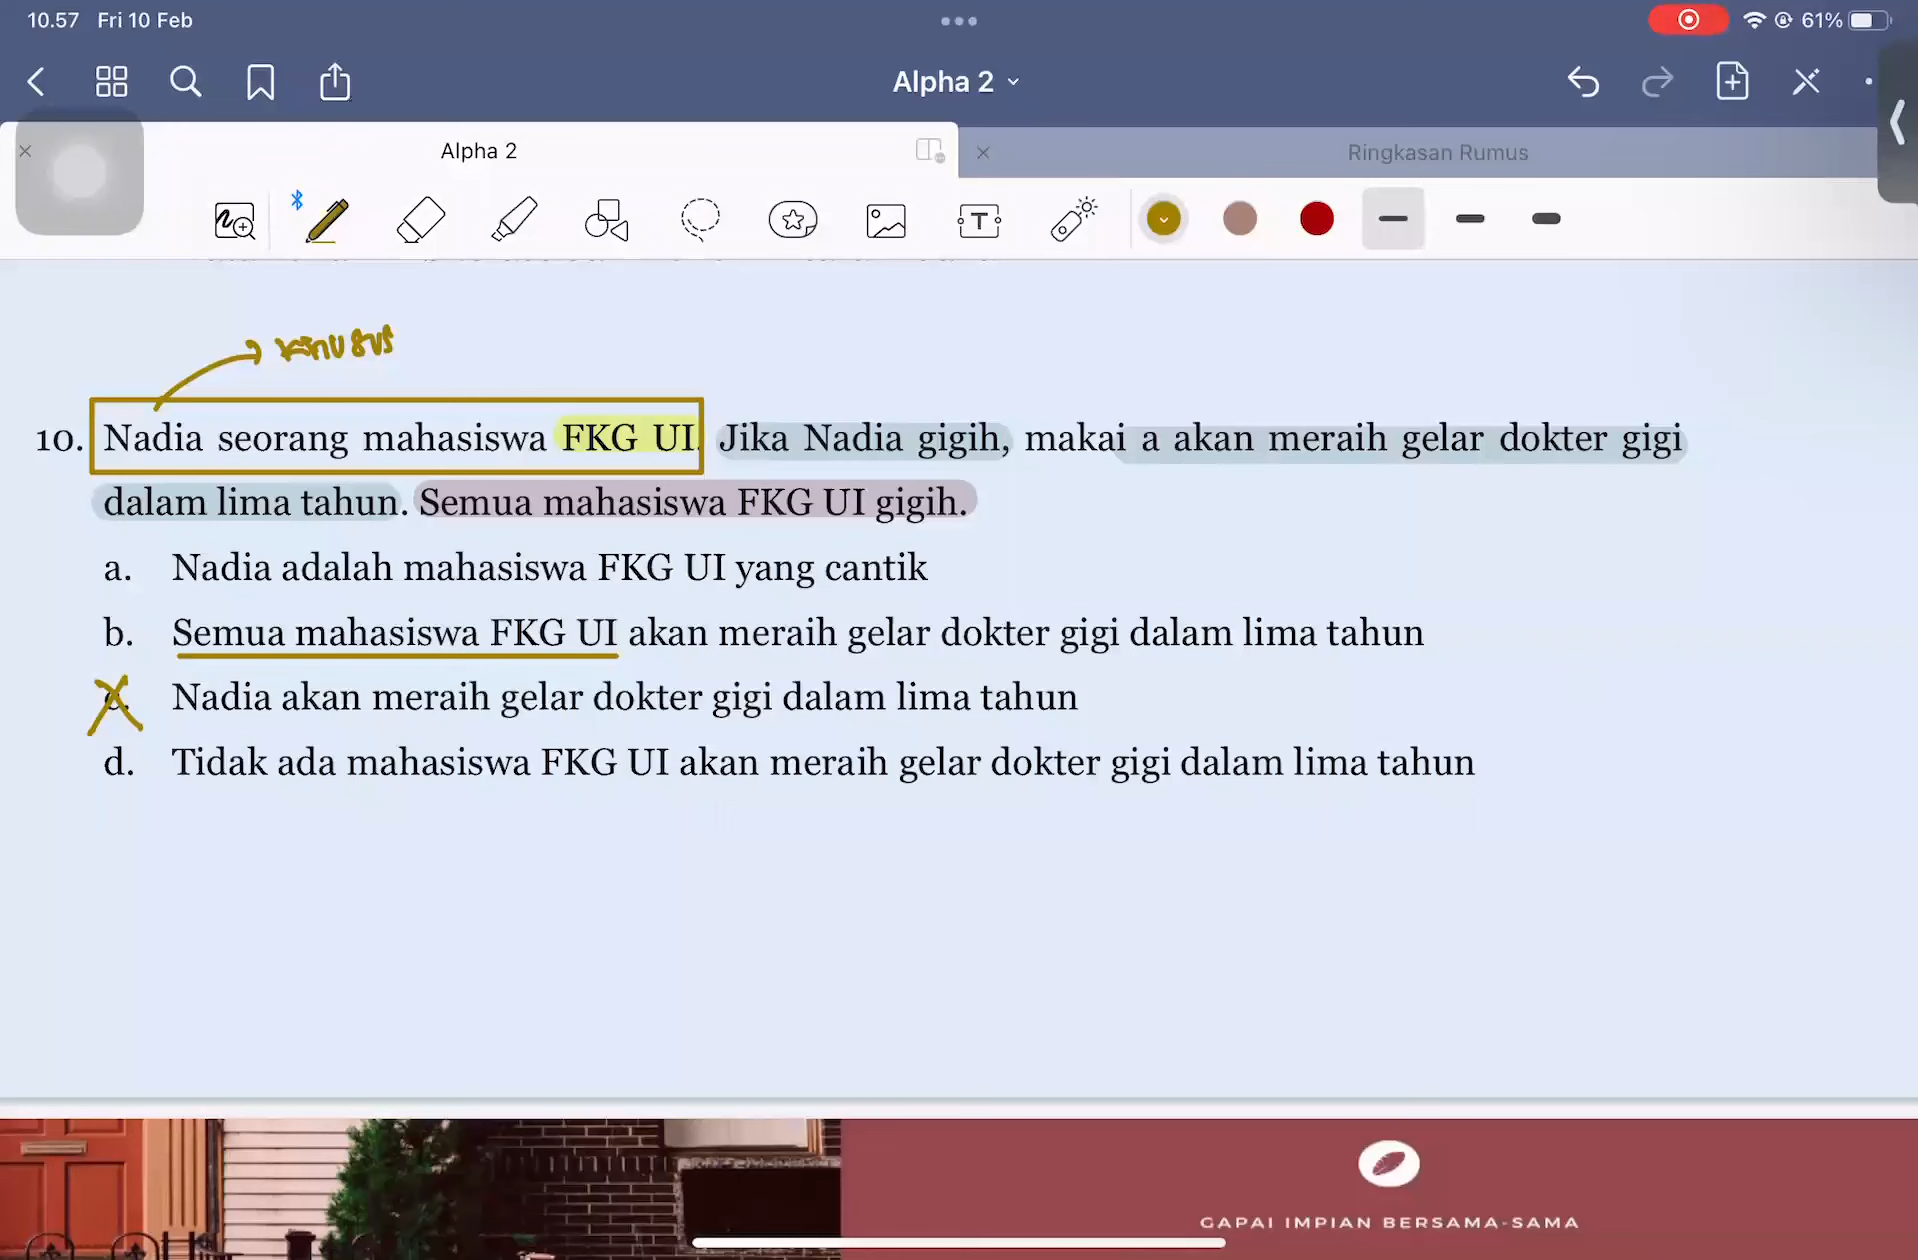 10.57 Fri 10 Feb
61%
Alpha 2
Alpha 2
Ringkasan Rumus
T
khusus
10. Nadia seorang mahasiswa FKG UI. Jika Nadia gigih, makai a akan meraih gelar dokter gigi
dalam lima tahun. Semua mahasiswa FKG UI gigih.
a. Nadia adalah mahasiswa FKG UI yang cantik
b. Semua mahasiswa FKG UI akan meraih gelar dokter gigi dalam lima tahun
c. Nadia akan meraih gelar dokter gigi dalam lima tahun
d. Tidak ada mahasiswa FKG UI akan meraih gelar dokter gigi dalam lima tahun
GAPAI IMPIAN BERSAMA-SAMA